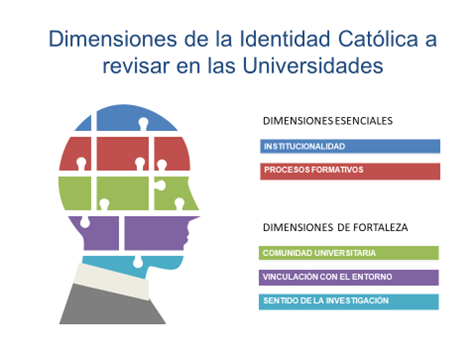 Dimensiones de la Identidad Católica a
revisar en las Universidades
DIMENSIONES ESENCIALES
INSTITUCIONALIDAD
PROCESOS FORMATIVOS
DIMENSIONES DE FORTALEZA
COMUNIDAD UNIVERSITARIA
VINCULACIÓN CON EL ENTORNO
SENTIDO DE LA INVESTIGACIÓN